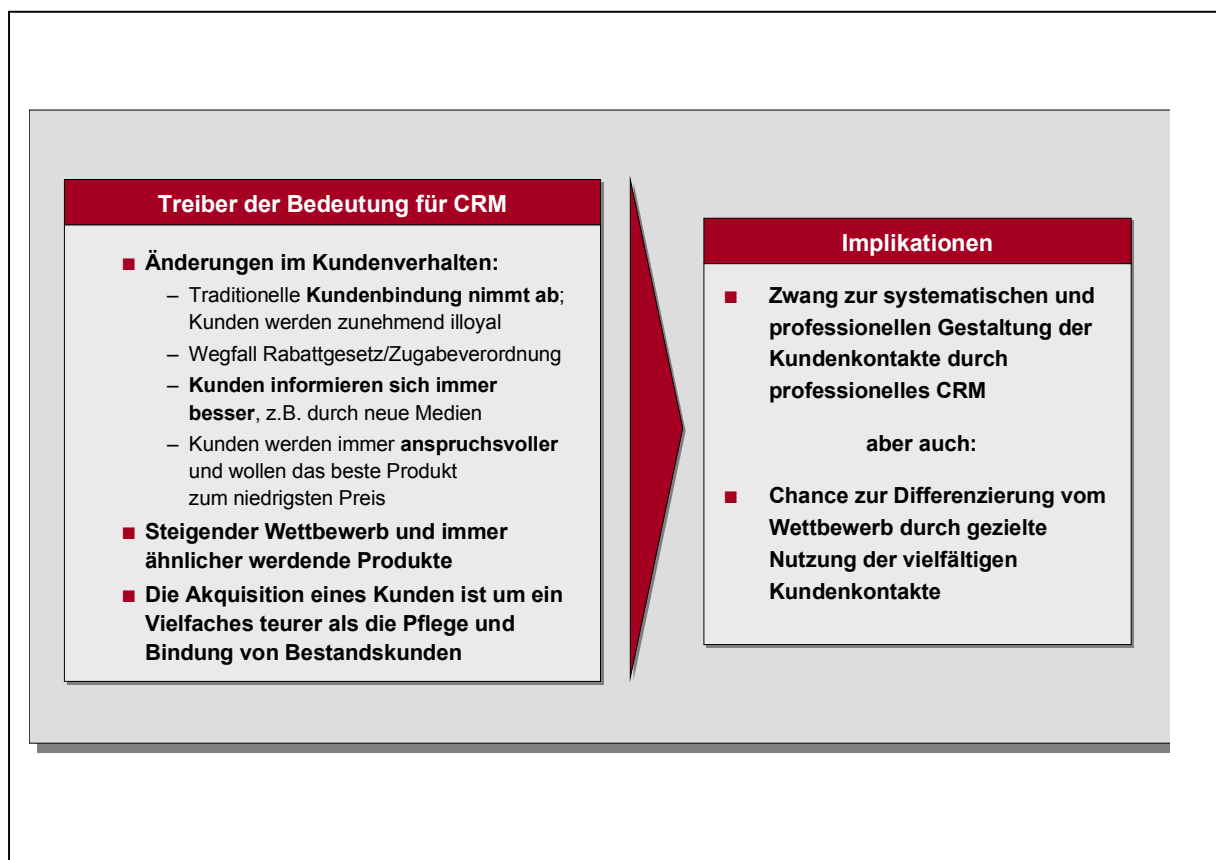 Treiber der Bedeutung für CRM
■ Änderungen im Kundenverhalten:
– Traditionelle Kundenbindung nimmt ab;
Kunden werden zunehmend illoyal
– Wegfall Rabattgesetz/Zugabeverordnung
– Kunden informieren sich immer
besser, z.B. durch neue Medien
– Kunden werden immer anspruchsvoller
und wollen das beste Produkt
zum niedrigsten Preis
■ Steigender Wettbewerb und immer
ähnlicher werdende Produkte
■ Die Akquisition eines Kunden ist um ein
Vielfaches teurer als die Pflege und
Bindung von Bestandskunden
Implikationen
■ Zwang zur systematischen und
professionellen Gestaltung der
Kundenkontakte durch
professionelles CRM
aber auch:
■ Chance zur Differenzierung vom
Wettbewerb durch gezielte
Nutzung der vielfältigen
Kundenkontakte